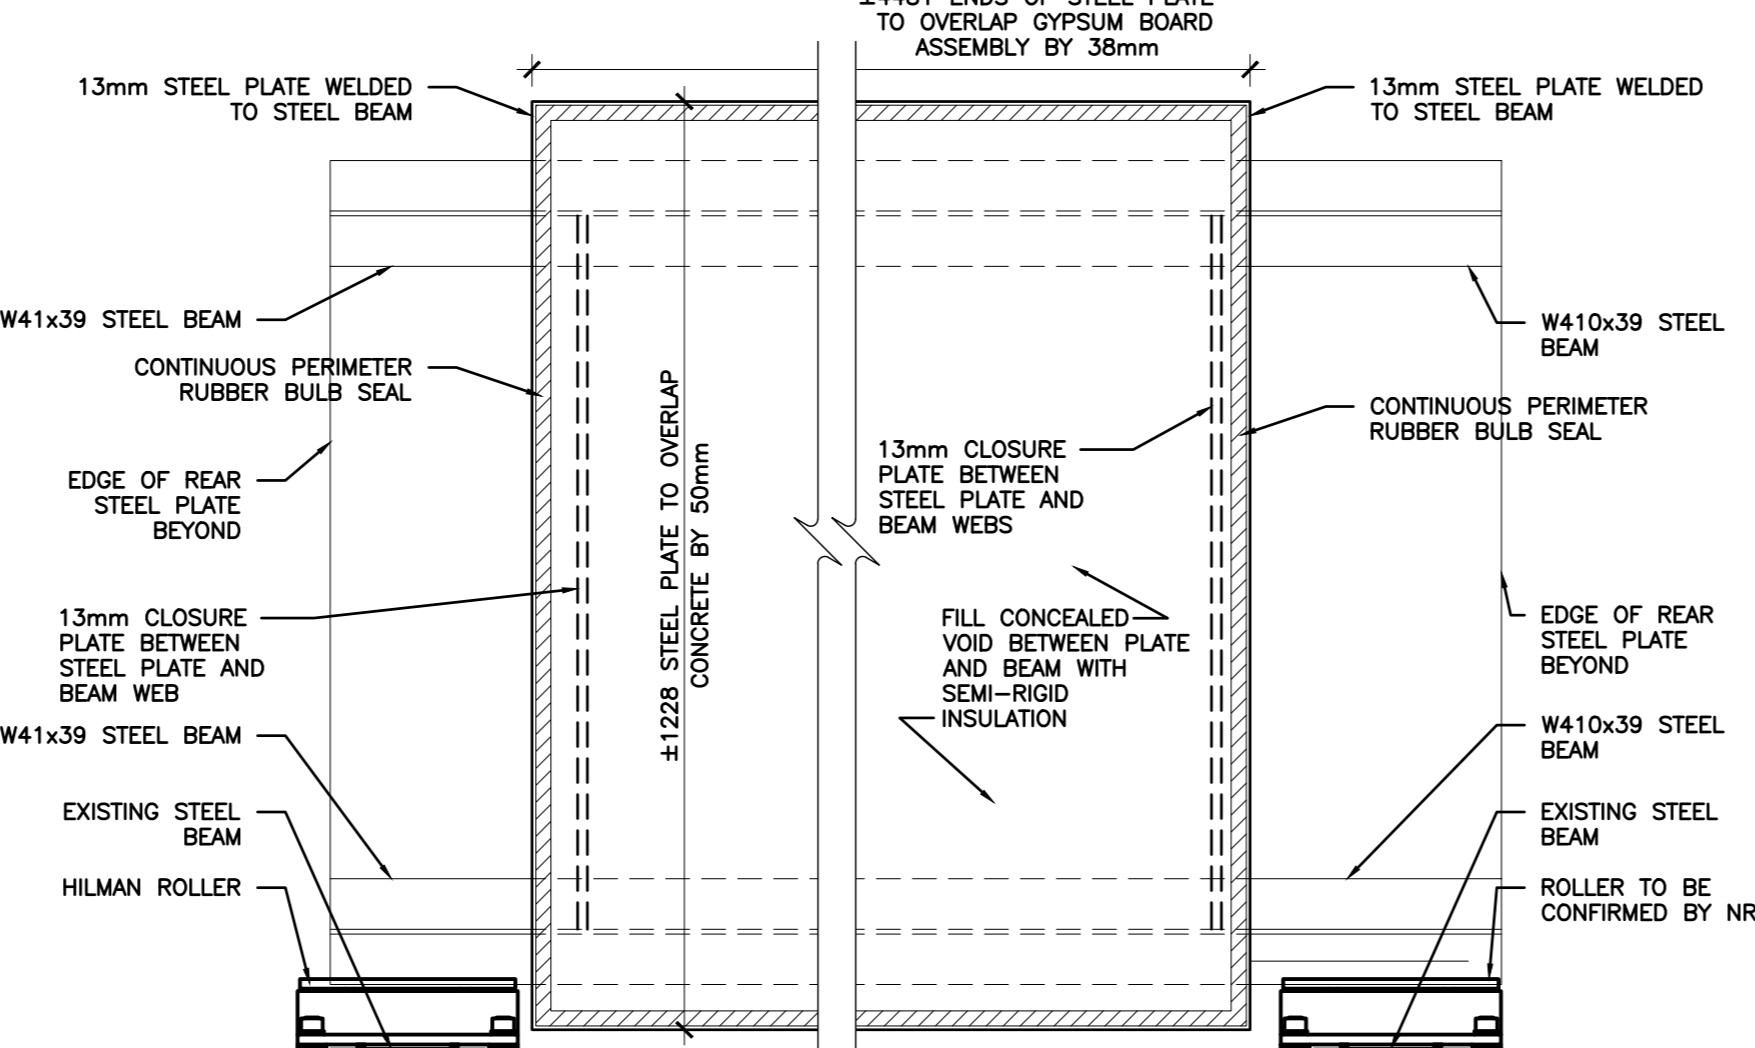 TO OVERLAP GYPSUM BOARD
ASSEMBLY BY 38mm
13mm STEEL PLATE WELDED
TO STEEL BEAM
13mm STEEL PLATE WELDED
TO STEEL BEAM
W41x39 STEEL BEAM
W410x39 STEEL
BEAM
CONTINUOUS PERIMETER
RUBBER BULB SEAL
CONTINUOUS PERIMETER
RUBBER BULB SEAL
±1228 STEEL PLATE TO OVERLAP
CONCRETE BY 50mm
13mm CLOSURE
PLATE BETWEEN
STEEL PLATE AND
BEAM WEBS
EDGE OF REAR
STEEL PLATE
BEYOND
13mm CLOSURE
PLATE BETWEEN
STEEL PLATE AND
BEAM WEB
FILL CONCEALED
VOID BETWEEN PLATE
AND BEAM WITH
SEMI-RIGID
INSULATION
EDGE OF REAR
STEEL PLATE
BEYOND
W41x39 STEEL BEAM
W410x39 STEEL
BEAM
EXISTING STEEL
BEAM
EXISTING STEEL
BEAM
HILMAN ROLLER
ROLLER TO BE
CONFIRMED BY NR